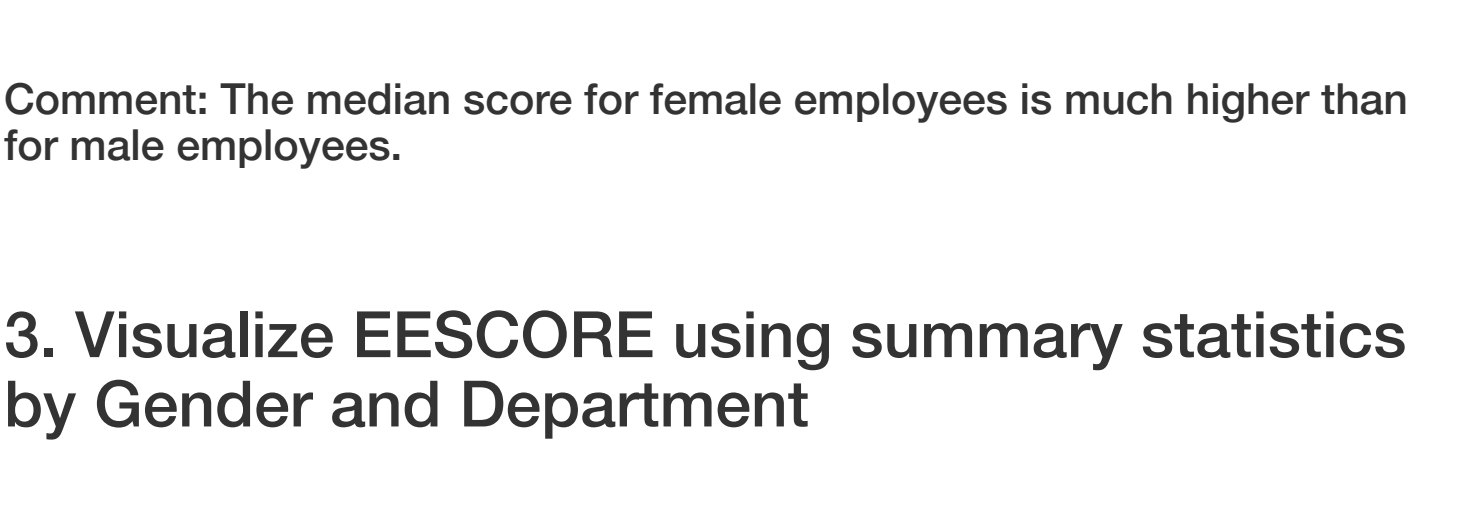 Comment: The median score for female employees is much higher than
for male employees.
3. Visualize EESCORE using summary statistics
by Gender and Department